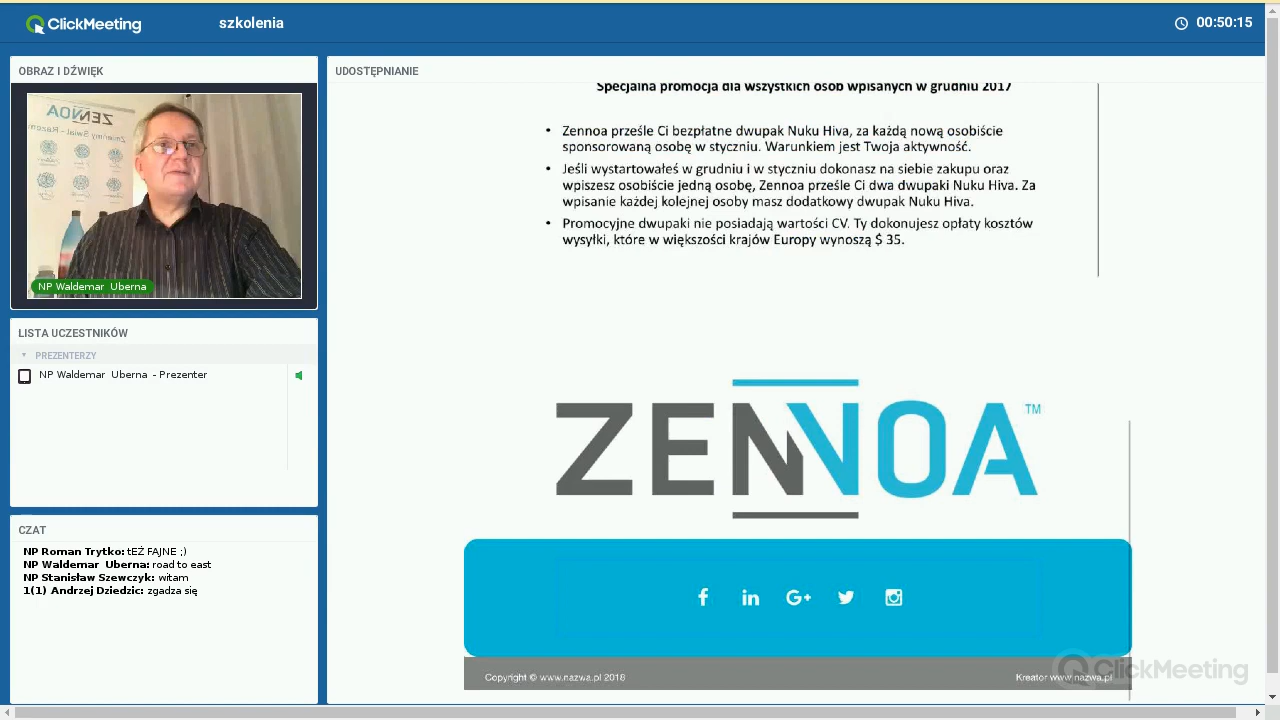 ClickMeeting
szkolenia
00:50:15
OBRAZ I DŹWIĘK
ZENNOA
Zmieńmy Świat - Razem
NP Waldemar Uberna
LISTA UCZESTNIKÓW
PREZENTERZY
NP Waldemar Uberna - Prezenter
CZAT
NP Roman Trytko: tEŻ FAJNE ;)
NP Waldemar Uberna: road to east
NP Stanisław Szewczyk: witam
1(1) Andrzej Dziedzic: zgadza się
UDOSTĘPNIANIE
Specjalna promocja dla wszystkich osób wpisanych w grudniu 2017
• Zennoa prześle Ci bezpłatne dwupak Nuku Hiva, za każdą nową osobiście
sponsorowaną osobę w styczniu. Warunkiem jest Twoja aktywność.
• Jeśli wystartowałeś w grudniu i w styczniu dokonasz na siebie zakupu oraz
wpiszesz osobiście jedną osobę, Zennoa prześle Ci dwa dwupaki Nuku Hiva. Za
wpisanie każdej kolejnej osoby masz dodatkowy dwupak Nuku Hiva.
• Promocyjne dwupaki nie posiadają wartości CV. Ty dokonujesz opłaty kosztów
wysyłki, które w większości krajów Europy wynoszą $ 35.
ZENNOA™
Copyright © www.nazwa.pl 2018
Kreator www.nazwa.pl
ClickMeeting